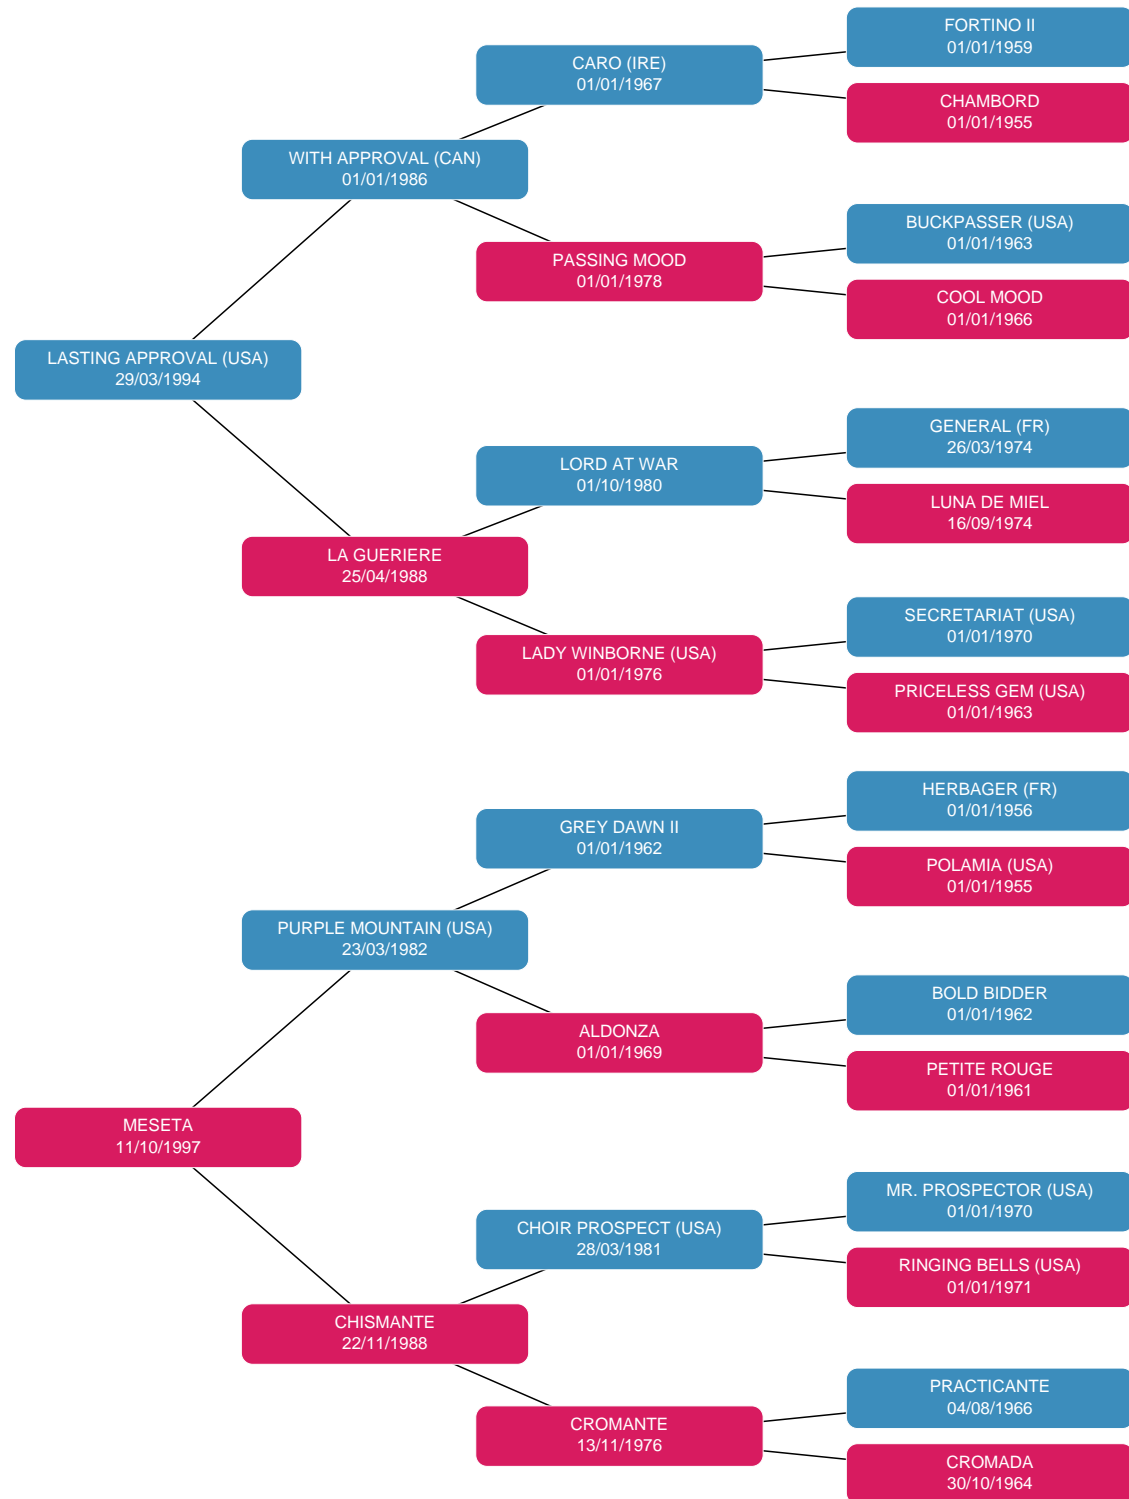 FORTINO II
01/01/1959
CARO (IRE)
01/01/1967
CHAMBORD
01/01/1955
WITH APPROVAL (CAN)
01/01/1986
BUCKPASSER (USA)
01/01/1963
PASSING MOOD
01/01/1978
COOL MOOD
01/01/1966
LASTING APPROVAL (USA)
29/03/1994
GENERAL (FR)
26/03/1974
LORD AT WAR
01/10/1980
LUNA DE MIEL
16/09/1974
LA GUERIERE
25/04/1988
SECRETARIAT (USA)
01/01/1970
LADY WINBORNE (USA)
01/01/1976
PRICELESS GEM (USA)
01/01/1963
HERBAGER (FR)
01/01/1956
GREY DAWN II
01/01/1962
POLAMIA (USA)
01/01/1955
PURPLE MOUNTAIN (USA)
23/03/1982
BOLD BIDDER
01/01/1962
ALDONZA
01/01/1969
PETITE ROUGE
01/01/1961
MESETA
11/10/1997
MR. PROSPECTOR (USA)
01/01/1970
CHOIR PROSPECT (USA)
28/03/1981
RINGING BELLS (USA)
01/01/1971
CHISMANTE
22/11/1988
PRACTICANTE
04/08/1966
CROMANTE
13/11/1976
CROMADA
30/10/1964